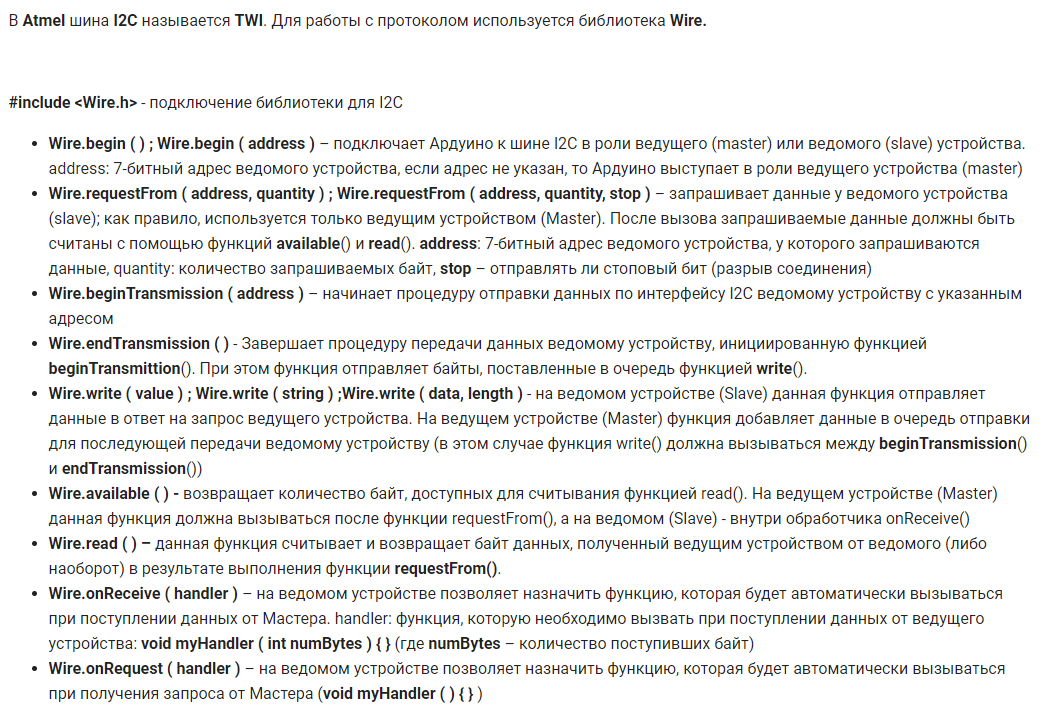 В Atmel шина I2C называется TWI. Для работы с протоколом используется библиотека Wire.
#include <Wire.h> - подключение библиотеки для I2C
• Wire.begin ( ) ; Wire.begin ( address ) – подключает Ардуино к шине I2C в роли ведущего (master) или ведомого (slave) устройства.
address: 7-битный адрес ведомого устройства, если адрес не указан, то Ардуино выступает в роли ведущего устройства (master)
• Wire.requestFrom ( address, quantity ) ; Wire.requestFrom ( address, quantity, stop ) – запрашивает данные у ведомого устройства
(slave); как правило, используется только ведущим устройством (Master). После вызова запрашиваемые данные должны быть
считаны с помощью функций available() и read(). address: 7-битный адрес ведомого устройства, у которого запрашиваются
данные, quantity: количество запрашиваемых байт, stop – отправлять ли стоповый бит (разрыв соединения)
• Wire.beginTransmission ( address ) – начинает процедуру отправки данных по интерфейсу I2C ведомому устройству с указанным
адресом
• Wire.endTransmission ( ) - Завершает процедуру передачи данных ведомому устройству, инициированную функцией
beginTransmittion(). При этом функция отправляет байты, поставленные в очередь функцией write().
• Wire.write ( value ) ; Wire.write ( string ) ;Wire.write ( data, length ) - на ведомом устройстве (Slave) данная функция отправляет
данные в ответ на запрос ведущего устройства. На ведущем устройстве (Master) функция добавляет данные в очередь отправки
для последующей передачи ведомому устройству (в этом случае функция write() должна вызываться между beginTransmission()
и endTransmission())
• Wire.available ( ) - возвращает количество байт, доступных для считывания функцией read(). На ведущем устройстве (Master)
данная функция должна вызываться после функции requestFrom(), а на ведомом (Slave) - внутри обработчика onReceive()
• Wire.read ( ) – данная функция считывает и возвращает байт данных, полученный ведущим устройством от ведомого (либо
наоборот) в результате выполнения функции requestFrom().
• Wire.onReceive ( handler ) – на ведомом устройстве позволяет назначить функцию, которая будет автоматически вызываться
при поступлении данных от Мастера. handler: функция, которую необходимо вызвать при поступлении данных от ведущего
устройства: void myHandler ( int numBytes ) { } (где numBytes – количество поступивших байт)
• Wire.onRequest ( handler ) – на ведомом устройстве позволяет назначить функцию, которая будет автоматически вызываться
при получения запроса от Мастера (void myHandler ( ) { } )